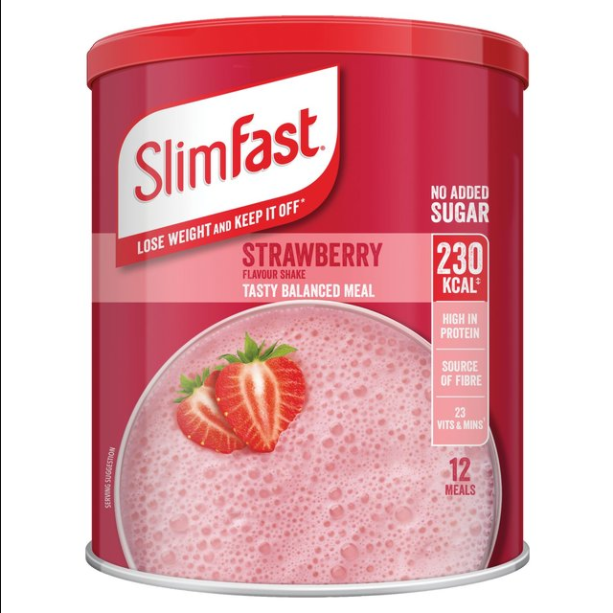 SlimFast®
LOSE WEIGHT AND KEEP IT OFF*
NO ADDED
SUGAR
STRAWBERRY
FLAVOUR SHAKE
TASTY BALANCED MEAL
230
KCAL‡
HIGH IN
PROTEIN
SOURCE
OF FIBRE
23
VITS & MINS†
12
MEALS
SERVING SUGGESTION